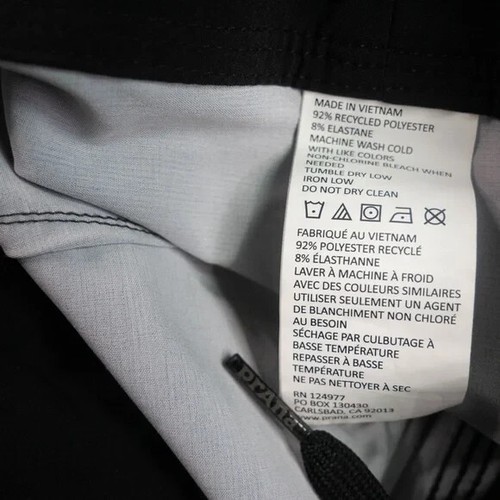 MADE IN VIETNAM
92% RECYCLED POLYESTER
8% ELASTANE
MACHINE WASH COLD
WITH LIKE COLORS
NON-CHLORINE BLEACH WHEN
NEEDED
TUMBLE DRY LOW
IRON LOW
DO NOT DRY CLEAN
FABRIQUÉ AU VIETNAM
92% POLYESTER RECYCLÉ
8% ÉLASTHANNE
LAVER À MACHINE À FROID
AVEC DES COULEURS SIMILAIRES
UTILISER SEULEMENT UN AGENT
DE BLANCHIMENT NON CHLORÉ
AU BESOIN
SÉCHAGE PAR CULBUTAGE À
BASSE TEMPÉRATURE
REPASSER À BASSE
TEMPÉRATURE
NE PAS NETTOYER À SEC
RN 124977
PO BOX 130430
CARLSBAD, CA 92013
www.prana.com
prAna